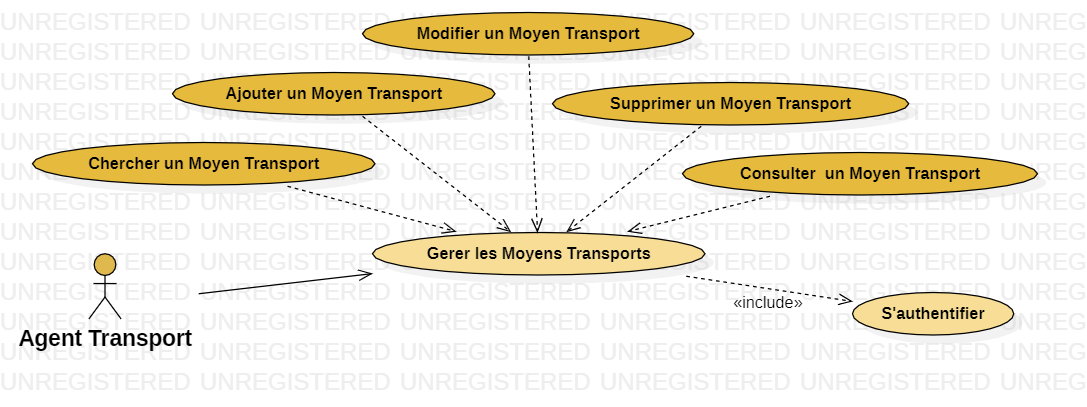 Modifier un Moyen Transport
Ajouter un Moyen Transport
Supprimer un Moyen Transport
Chercher un Moyen Transport
Consulter  un Moyen Transport
Gerer les Moyens Transports
«include»
S'authentifier
Agent Transport
UNREGISTERED UNREGISTERED UNREGISTERED UNREGISTERED UNREGISTERED UNREG